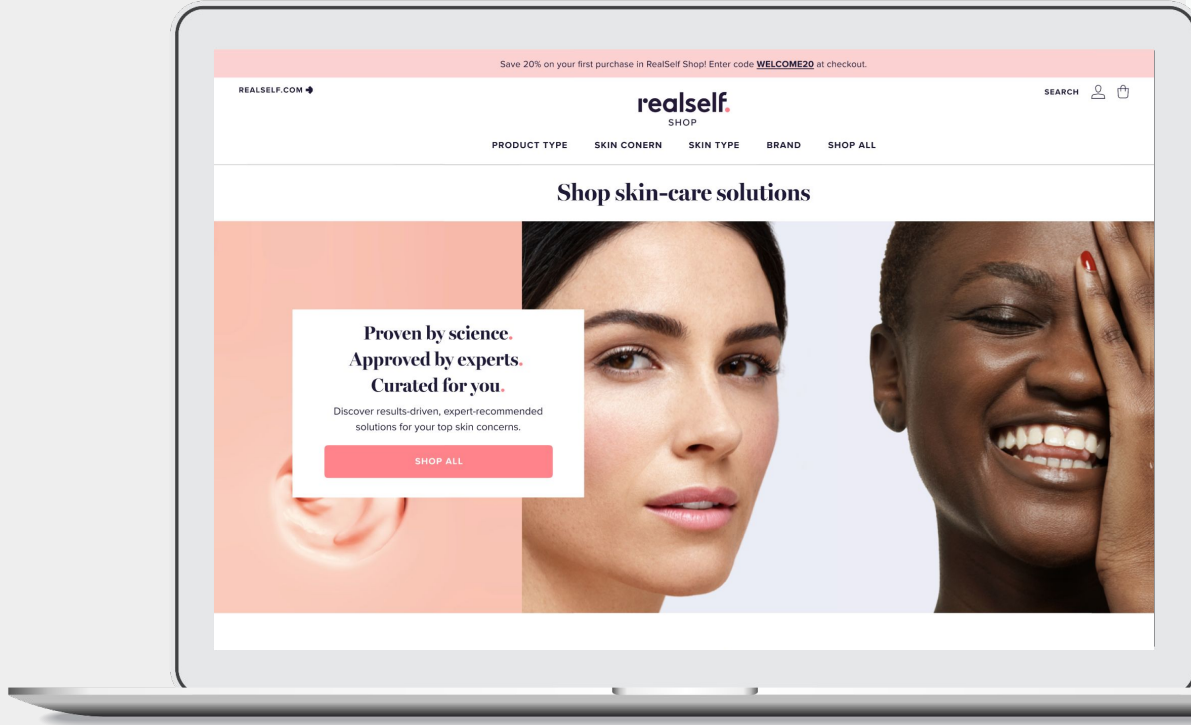 Save 20% on your first purchase in RealSelf Shop! Enter code WELCOME20 at checkout.
REALSELF.COM
SEARCH
realself.
SHOP
PRODUCT TYPE SKIN CONERN SKIN TYPE BRAND SHOP ALL
Shop skin-care solutions
Proven by science.
Approved by experts.
Curated for you.
Discover results-driven, expert-recommended
solutions for your top skin concerns.
SHOP ALL